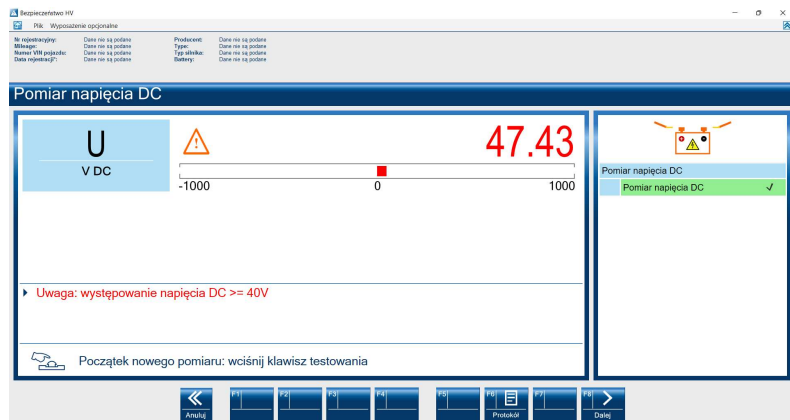 Bezpieczeństwo HV
Plik Wyposażenie opcjonalne
Nr rejestracyjny: Dane nie są podane Producent: Dane nie są podane
Mileage: Dane nie są podane Type: Dane nie są podane
Numer VIN pojazdu: Dane nie są podane Typ silnika: Dane nie są podane
Data rejestracji*: Dane nie są podane Battery: Dane nie są podane
Pomiar napięcia DC
U
V DC
47.43
-1000 0 1000
Uwaga: występowanie napięcia DC >= 40V
Początek nowego pomiaru: wciśnij klawisz testowania
Pomiar napięcia DC
Pomiar napięcia DC
F1 F2 F3 F4 F5 F6 F7 F8
Anuluj Protokół Dalej